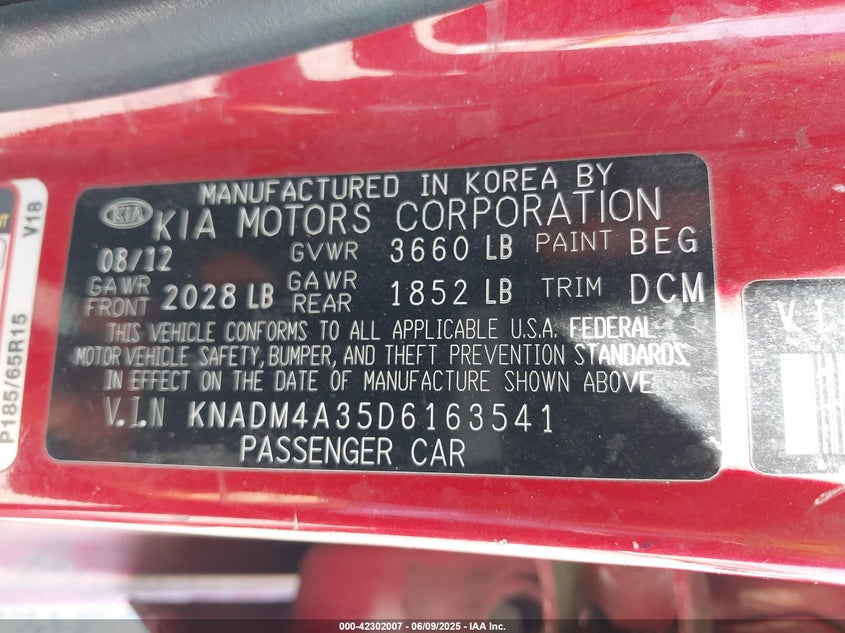 MANUFACTURED IN KOREA BY
KIA KIA MOTORS CORPORATION
08/12 GVWR 3660 LB PAINT BEG
GAWR FRONT 2028 LB GAWR REAR 1852 LB TRIM DCM
THIS VEHICLE CONFORMS TO ALL APPLICABLE U.S.A. FEDERAL
MOTOR VEHICLE SAFETY, BUMPER, AND THEFT PREVENTION STANDARDS
IN EFFECT ON THE DATE OF MANUFACTURE SHOWN ABOVE.
V.I.N KNADM4A35D6163541
PASSENGER CAR
P185/65R15 V18
V.I
000-42302007 - 06/09/2025 - IAA Inc.